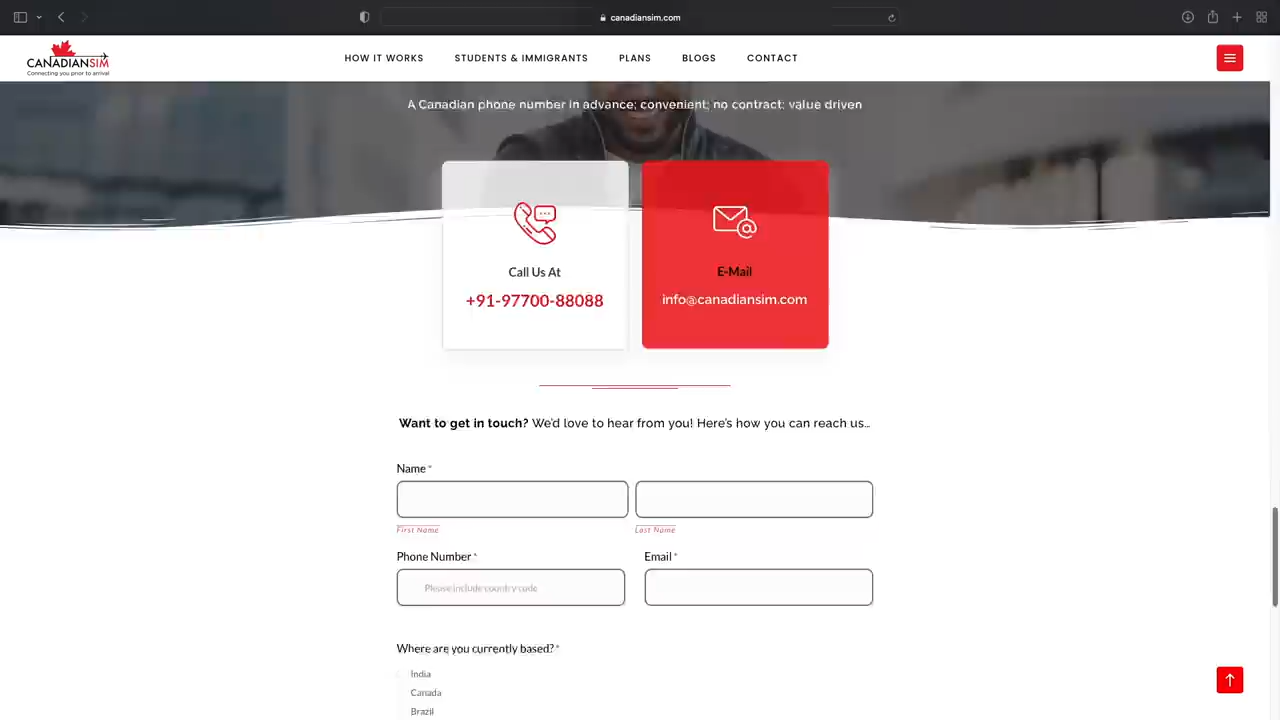 canadiansim.com
CANADIANSIM
Connecting you prior to arrival
HOW IT WORKS
STUDENTS & IMMIGRANTS
PLANS
BLOGS
CONTACT
A Canadian phone number in advance; convenient; no contract; value driven
Call Us At
+91-97700-88088
E-Mail
info@canadiansim.com
Want to get in touch? We'd love to hear from you! Here's how you can reach us...
Name *
First Name
Last Name
Phone Number *
Email *
Please include country code
Where are you currently based? *
India
Canada
Brazil